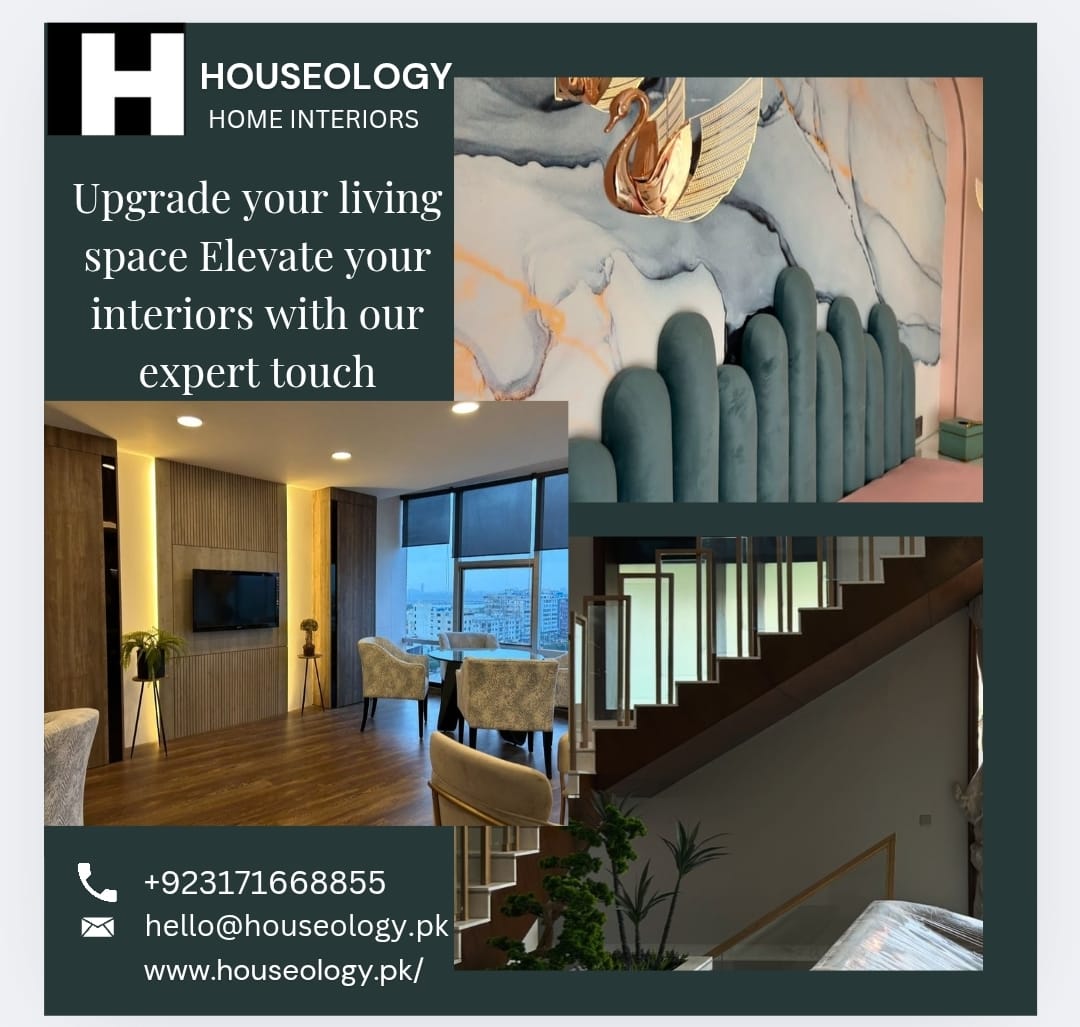 H
HOUSEOLOGY
HOME INTERIORS
Upgrade your living
space Elevate your
interiors with our
expert touch
+923171668855
hello@houseology.pk
www.houseology.pk/